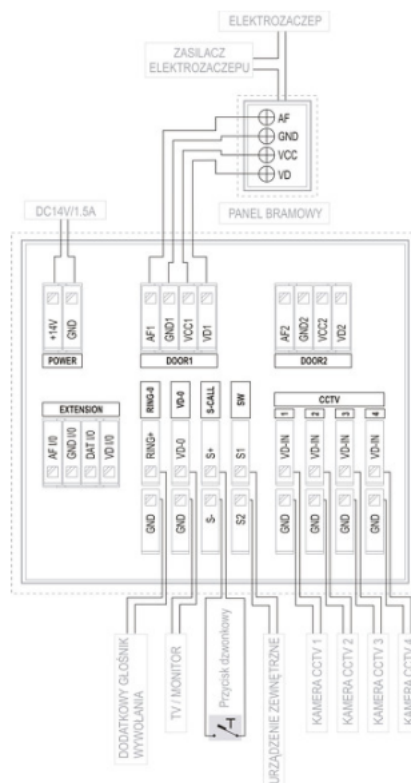 ELEKTROZACZEP
ZASILACZ
ELEKTROZACZEPU
AF
GND
VCC
VD
DC14V/1.5A
PANEL BRAMOWY
+14V
GND
POWER
AF1
GND1
VCC1
VD1
DOOR1
AF2
GND2
VCC2
VD2
DOOR2
EXTENSION
AF I/0
GND I/0
DAT I/0
VD I/0
RING-0
VD-0
S-CALL
SW
CCTV
RING+
VD-0
S+
S1
VD-IN
VD-IN
VD-IN
VD-IN
GND
GND
S-
S2
GND
GND
GND
GND
DODATKOWY GŁOŚNIK
WYWOŁANIA
TV / MONITOR
Przycisk dzwonkowy
URZĄDZENIE ZEWNĘTRZNE
KAMERA CCTV 1
KAMERA CCTV 2
KAMERA CCTV 3
KAMERA CCTV 4